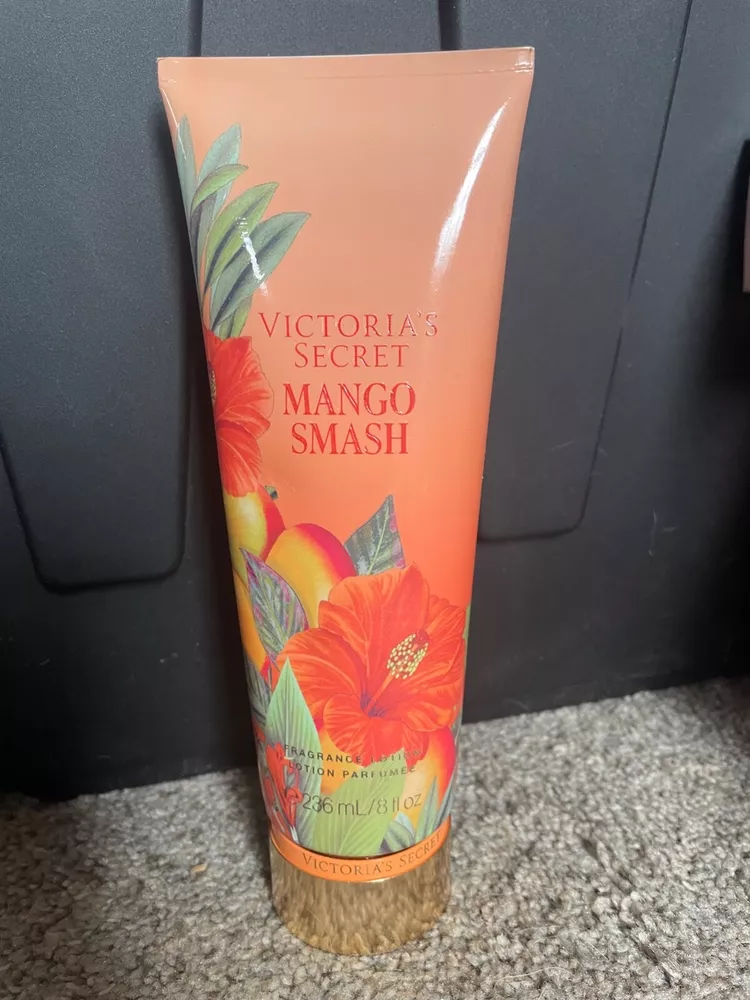 VICTORIA'S
SECRET
MANGO
SMASH
FRAGRANCE LOTION
LOTION PARFUMÉE
236 mL/8 fl oz
VICTORIA'S SECRET